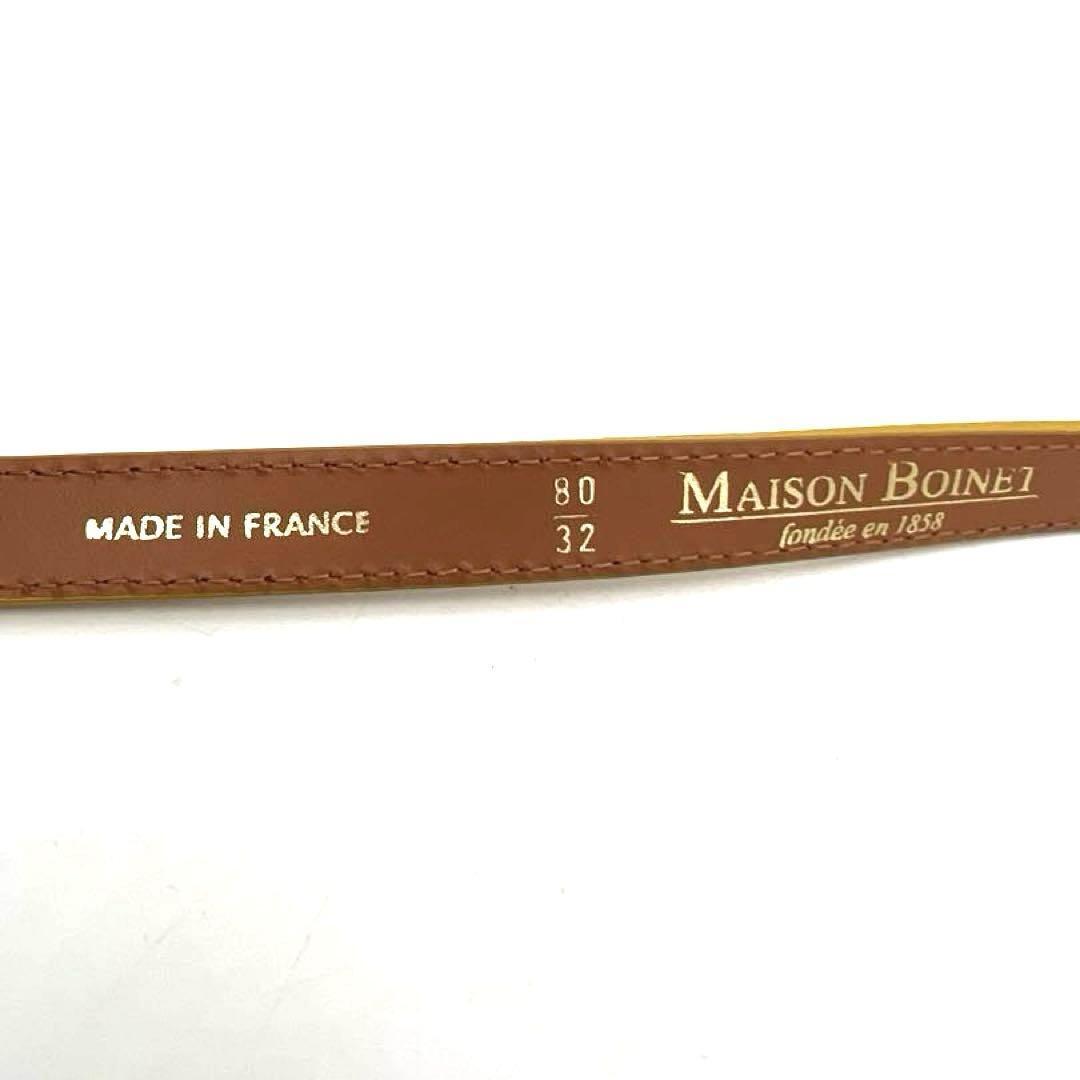 MADE IN FRANCE
80
32
MAISON BOINET
fondée en 1858